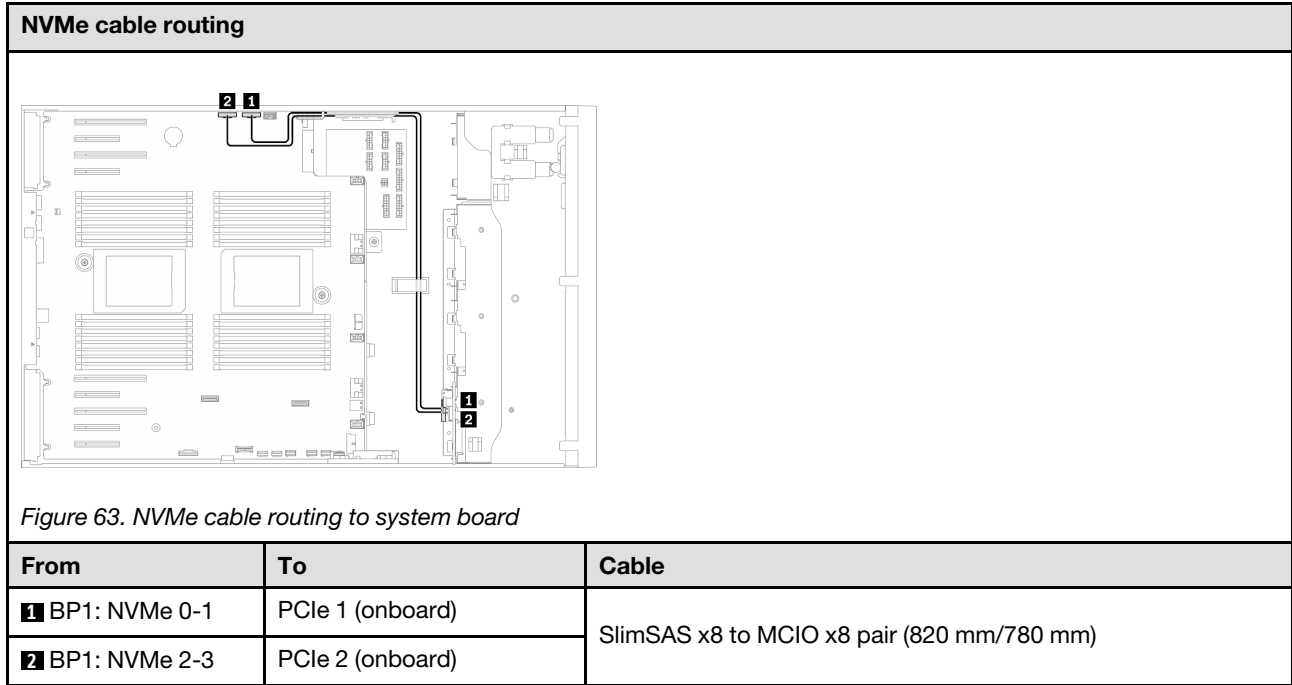 NVMe cable routing
2 1
1
2
Figure 63. NVMe cable routing to system board
From To Cable
1 BP1: NVMe 0-1 PCIe 1 (onboard) SlimSAS x8 to MCIO x8 pair (820 mm/780 mm)
2 BP1: NVMe 2-3 PCIe 2 (onboard)